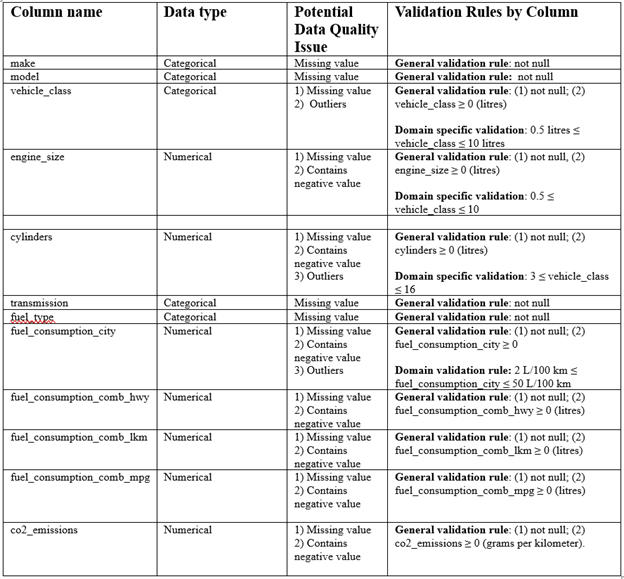 Column name Data type Potential Validation Rules by Column
Data Quality
Issue
make Categorical Missing value General validation rule: not null
model Categorical Missing value General validation rule: not null
vehicle_class Categorical 1) Missing value General validation rule: (1) not null; (2)
2) Outliers vehicle_class ≥ 0 (litres)
Domain specific validation: 0.5 litres ≤
vehicle_class ≤ 10 litres
engine_size Numerical 1) Missing value General validation rule: (1) not null, (2)
2) Contains engine_size ≥ 0 (litres)
negative value
Domain specific validation: 0.5 ≤
vehicle_class ≤ 10
cylinders Numerical 1) Missing value General validation rule: (1) not null; (2)
2) Contains cylinders ≥ 0 (litres)
negative value
3) Outliers Domain specific validation: 3 ≤ vehicle_class
≤ 16
transmission Categorical Missing value General validation rule: not null
fuel_type Categorical Missing value General validation rule: not null
fuel_consumption_city Numerical 1) Missing value General validation rule: (1) not null; (2)
2) Contains fuel_consumption_city ≥ 0
negative value
3) Outliers Domain validation rule: 2 L/100 km ≤
fuel_consumption_city ≤ 50 L/100 km
fuel_consumption_comb_hwy Numerical 1) Missing value General validation rule: (1) not null; (2)
2) Contains fuel_consumption_comb_hwy ≥ 0 (litres)
negative value
fuel_consumption_comb_lkm Numerical 1) Missing value General validation rule: (1) not null; (2)
2) Contains fuel_consumption_comb_lkm ≥ 0 (litres)
negative value
fuel_consumption_comb_mpg Numerical 1) Missing value General validation rule: (1) not null; (2)
2) Contains fuel_consumption_comb_mpg ≥ 0 (litres)
negative value
co2_emissions Numerical 1) Missing value General validation rule: (1) not null; (2)
2) Contains co2_emissions ≥ 0 (grams per kilometer).
negative value